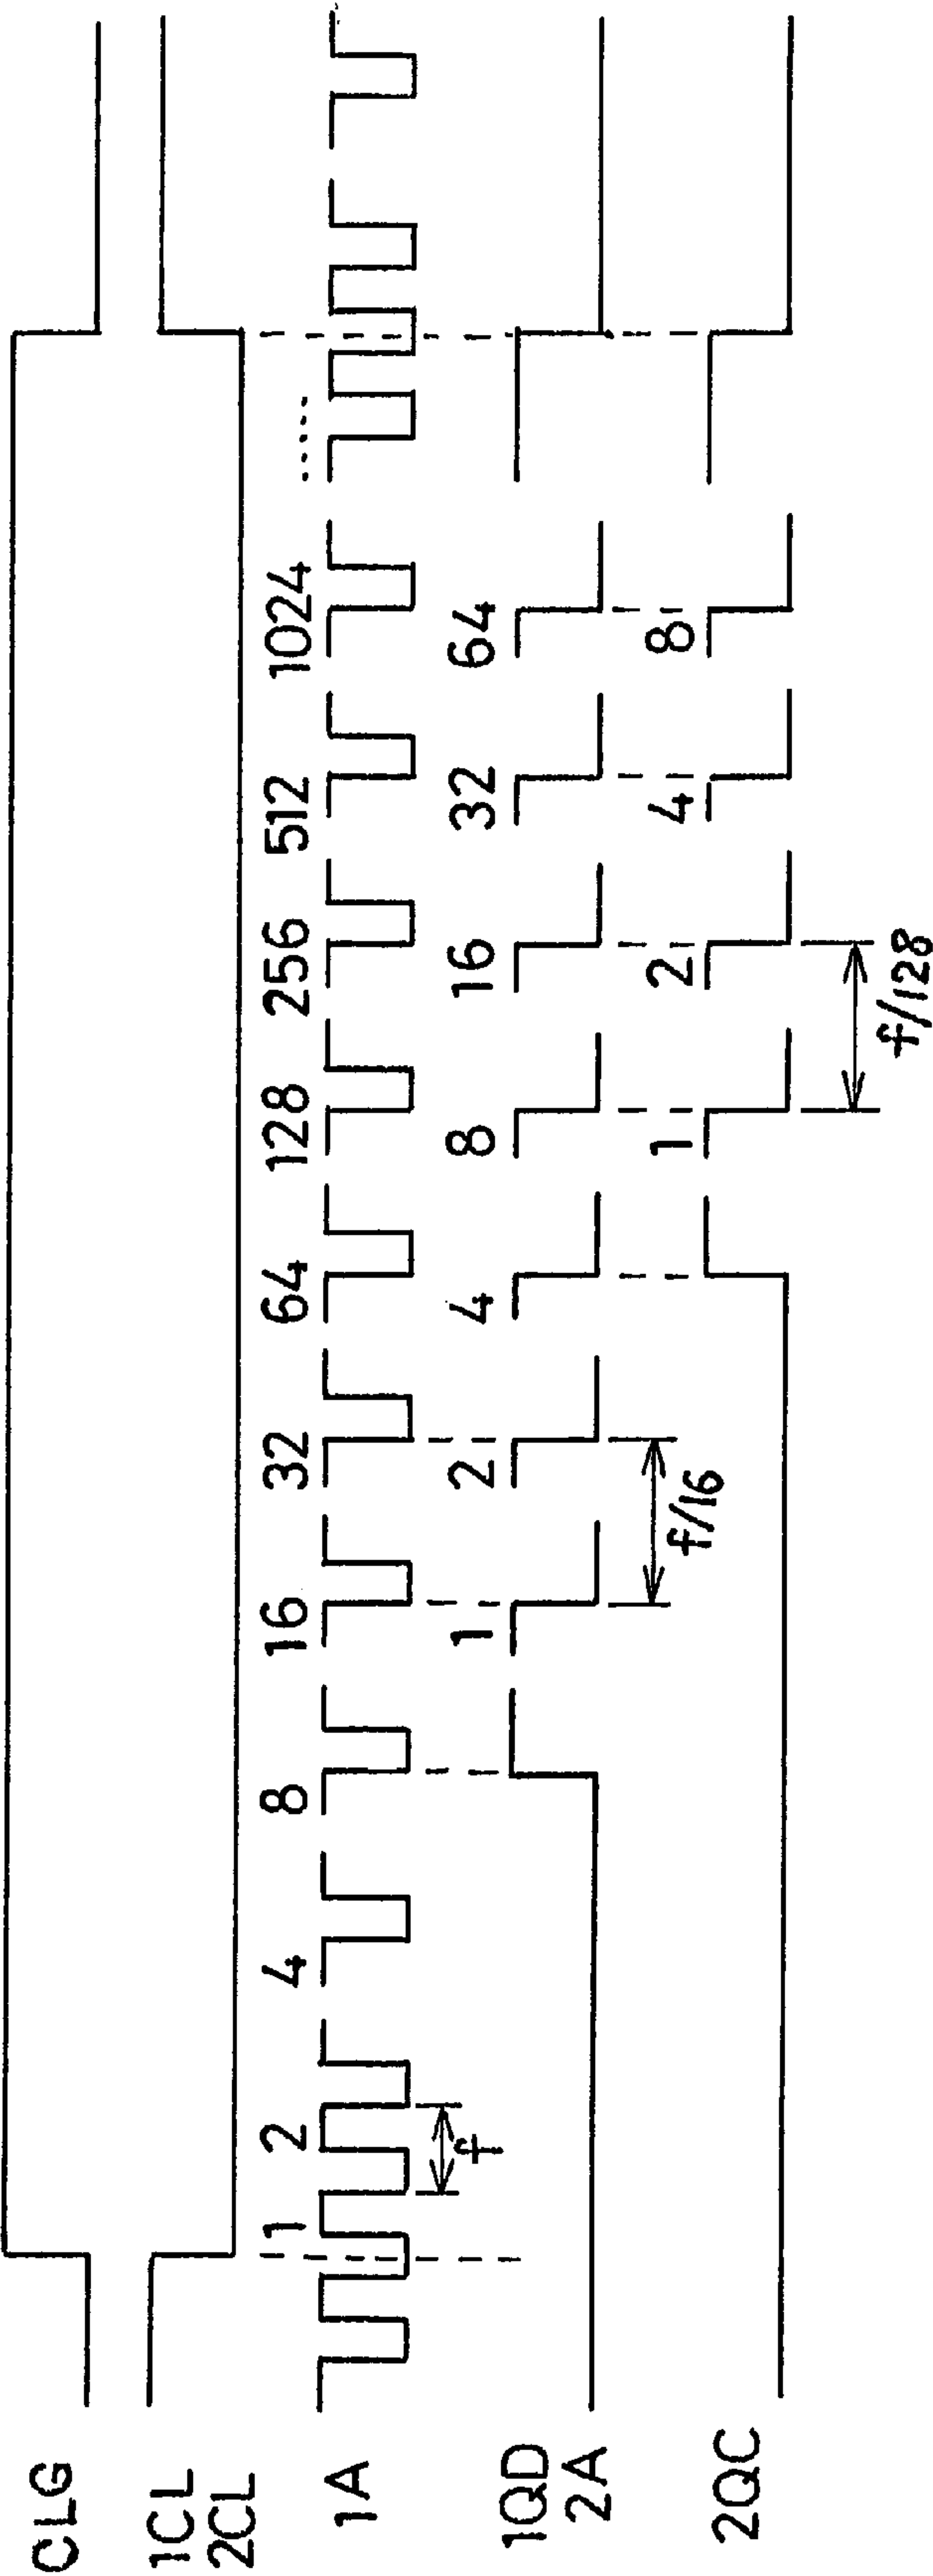 CLG
1CL
2CL
1A
1 2 4 8 16 32 64 128 256 512 1024 .....
f
1QD
2A
1 2 4 8 16 32 64
f/16
2QC
1 2 4 8
f/128